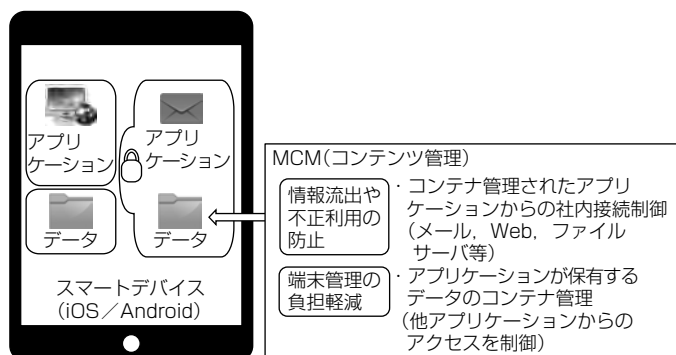 アプリ
ケーション
データ
アプリ
ケーション
データ
スマートデバイス
(iOS/Android)
MCM(コンテンツ管理)
情報流出や
不正利用の
防止
・コンテナ管理されたアプリ
ケーションからの社内接続制御
(メール,Web,ファイル
サーバ等)
端末管理の
負担軽減
・アプリケーションが保有する
データのコンテナ管理
(他アプリケーションからの
アクセスを制御)